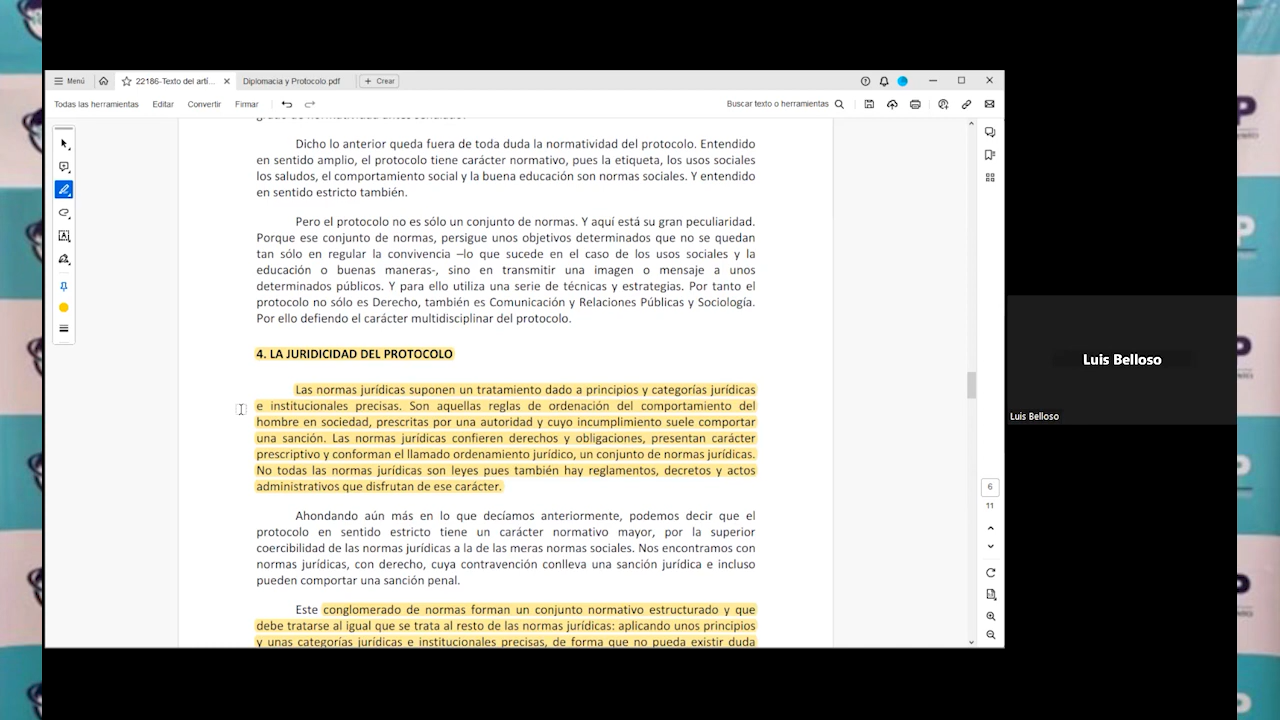 Menú
22186-Texto del artí...
Diplomacia y Protocolo pdf
Crear
Todas las herramientas
Editar
Convertir
Firmar
Buscar texto o herramientas
Dicho lo anterior queda fuera de toda duda la normatividad del protocolo. Entendido
en sentido amplio, el protocolo tiene carácter normativo, pues la etiqueta, los usos sociales
los saludos, el comportamiento social y la buena educación son normas sociales. Y entendido
en sentido estricto también.
Pero el protocolo no es sólo un conjunto de normas. Y aquí está su gran peculiaridad.
Porque ese conjunto de normas, persigue unos objetivos determinados que no se quedan
tan sólo en regular la convivencia –lo que sucede en el caso de los usos sociales y la
educación o buenas maneras-, sino en transmitir una imagen o mensaje a unos
determinados públicos. Y para ello utiliza una serie de técnicas y estrategias. Por tanto el
protocolo no sólo es Derecho, también es Comunicación y Relaciones Públicas y Sociología.
Por ello defiendo el carácter multidisciplinar del protocolo.
4. LA JURIDICIDAD DEL PROTOCOLO
Las normas jurídicas suponen un tratamiento dado a principios y categorías jurídicas
e institucionales precisas. Son aquellas reglas de ordenación del comportamiento del
hombre en sociedad, prescritas por una autoridad y cuyo incumplimiento suele comportar
una sanción. Las normas jurídicas confieren derechos y obligaciones, presentan carácter
prescriptivo y conforman el llamado ordenamiento jurídico, un conjunto de normas jurídicas.
No todas las normas jurídicas son leyes pues también hay reglamentos, decretos y actos
administrativos que disfrutan de ese carácter.
Ahondando aún más en lo que decíamos anteriormente, podemos decir que el
protocolo en sentido estricto tiene un carácter normativo mayor, por la superior
coercibilidad de las normas jurídicas a la de las meras normas sociales. Nos encontramos con
normas jurídicas, con derecho, cuya contravención conlleva una sanción jurídica e incluso
pueden comportar una sanción penal.
Este conglomerado de normas forman un conjunto normativo estructurado y que
debe tratarse al igual que se trata al resto de las normas jurídicas: aplicando unos principios
y unas categorías jurídicas e institucionales precisas, de forma que no pueda existir duda
6
11
Luis Belloso
Luis Belloso